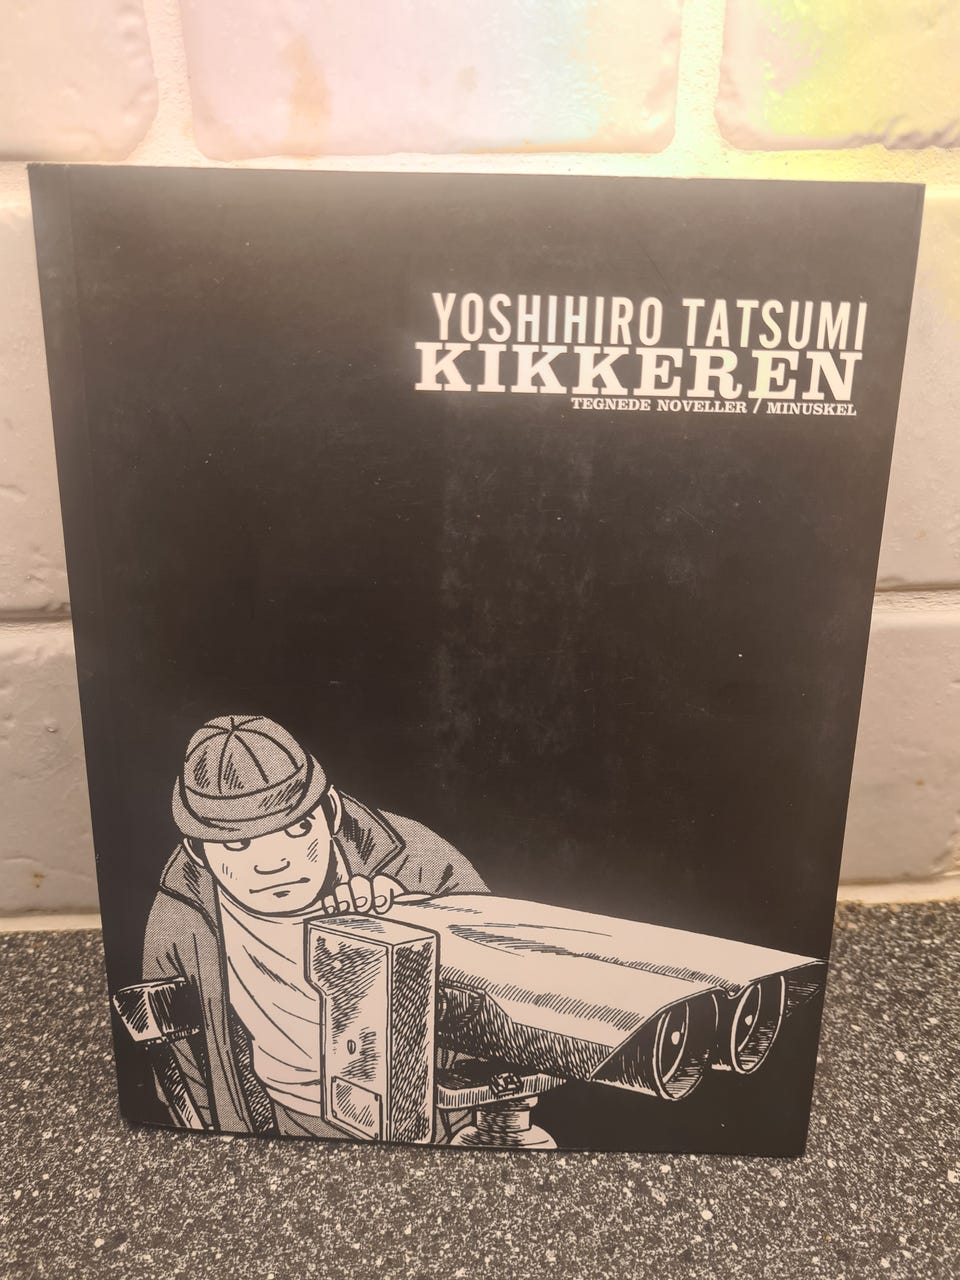 YOSHIHIRO TATSUMI
KIKKEREN
TEGNEDE NOVELLER / MINUSKEL